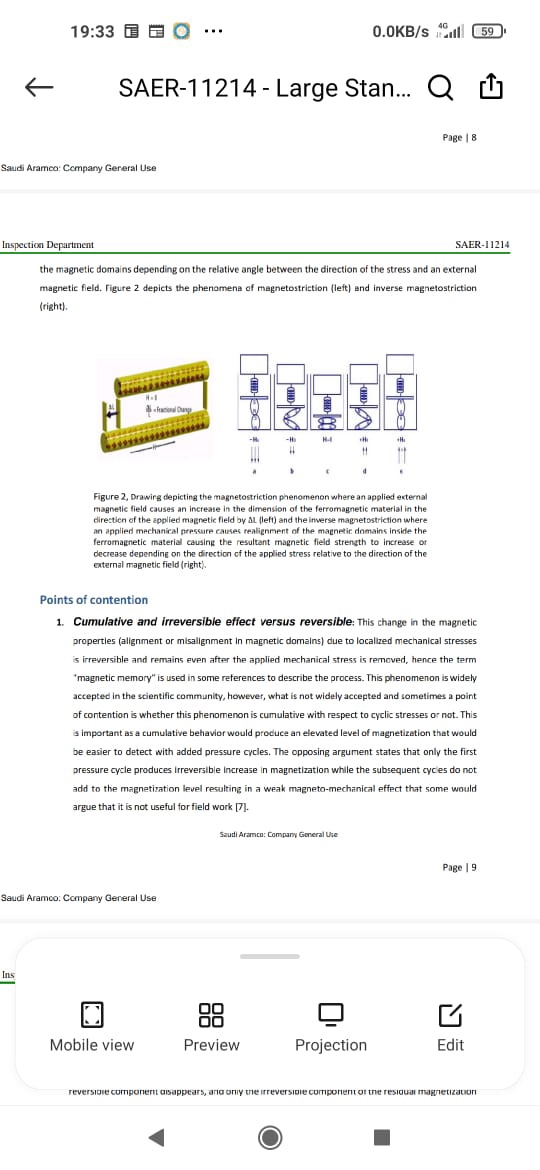 19:33
0.0KB/s 4G 59
SAER-11214 - Large Stan...
Page | 8
Saudi Aramco: Company General Use
Inspection Department SAER-11214
the magnetic domains depending on the relative angle between the direction of the stress and an external
magnetic field. Figure 2 depicts the phenomena of magnetostriction (left) and inverse magnetostriction
(right).
ΔL
=Fractional Change
H
a b c d e
Figure 2, Drawing depicting the magnetostriction phenomenon where an applied external
magnetic field causes an increase in the dimension of the ferromagnetic material in the
direction of the applied magnetic field by ΔL (left) and the inverse magnetostriction where
an applied mechanical pressure causes realignment of the magnetic domains inside the
ferromagnetic material causing the resultant magnetic field strength to increase or
decrease depending on the direction of the applied stress relative to the direction of the
external magnetic field (right).
Points of contention
1. Cumulative and irreversible effect versus reversible: This change in the magnetic
properties (alignment or misalignment in magnetic domains) due to localized mechanical stresses
is irreversible and remains even after the applied mechanical stress is removed, hence the term
"magnetic memory" is used in some references to describe the process. This phenomenon is widely
accepted in the scientific community, however, what is not widely accepted and sometimes a point
of contention is whether this phenomenon is cumulative with respect to cyclic stresses or not. This
is important as a cumulative behavior would produce an elevated level of magnetization that would
be easier to detect with added pressure cycles. The opposing argument states that only the first
pressure cycle produces irreversible increase in magnetization while the subsequent cycles do not
add to the magnetization level resulting in a weak magneto-mechanical effect that some would
argue that it is not useful for field work [7].
Saudi Aramco: Company General Use
Page | 9
Saudi Aramco: Company General Use
Ins
Mobile view Preview Projection Edit
reversible component disappears, and only the irreversible component of the residual magnetization